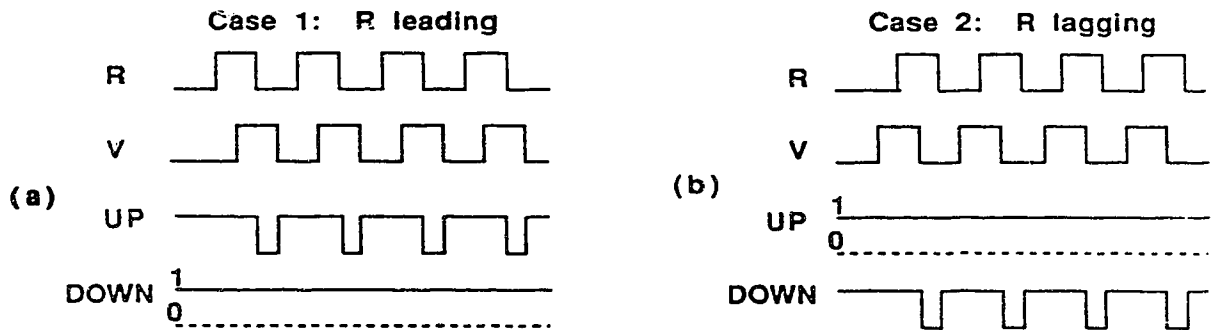 Case 1: R leading
R
V
(a)
UP
DOWN
1
0
Case 2: R lagging
R
V
(b)
UP
1
0
DOWN